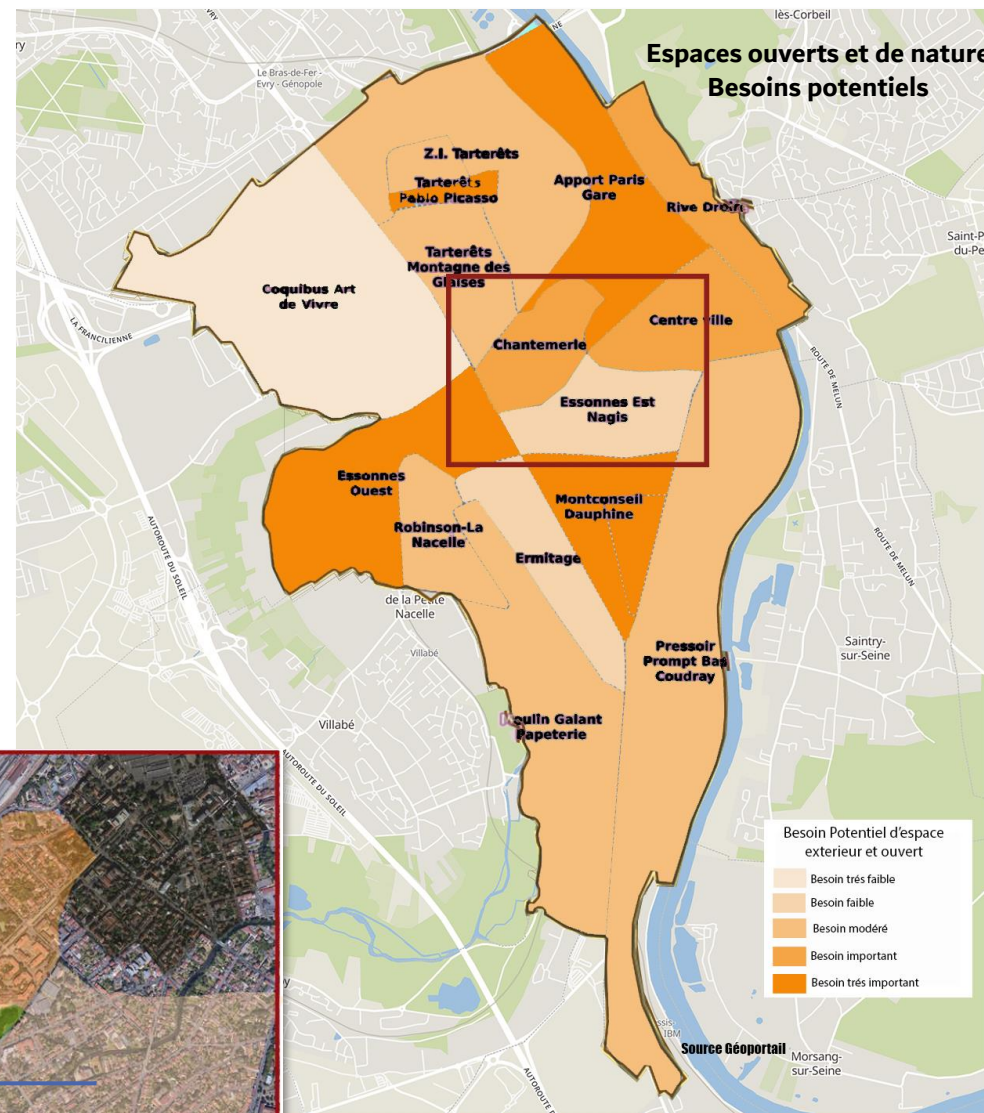 lès-Corbeil
Espaces ouverts et de nature
Besoins potentiels
Le Bras-de-Fer -
Evry - Génopole
Z.I. Tarterêts
Tarterêts
Pablo Picasso
Apport Paris
Gare
Rive Droite
Saint-P
du-Pe
Tarterêts
Montagne des
Glaises
Coquibus Art
de Vivre
LA FRANCILIENNE
Centre ville
Chantemerle
ROUTE DE MELUN
Essonnes Est
Nagis
Essonnes
Ouest
Montconseil
Dauphine
Robinson-La
Nacelle
Ermitage
AUTOROUTE DU SOLEIL
ROUTE DE MELUN
de la Petite
Nacelle
Villabé
Saintry-
sur-Seine
Pressoir
Prompt Bas
Coudray
Moulin Galant
Papeterie
Villabé
AUTOROUTE DU SOLEIL
Besoin Potentiel d'espace
exterieur et ouvert
Besoin trés faible
Besoin faible
Besoin modéré
Besoin important
Besoin trés important
IBM
Source Géoportail
Morsang-
sur-Seine